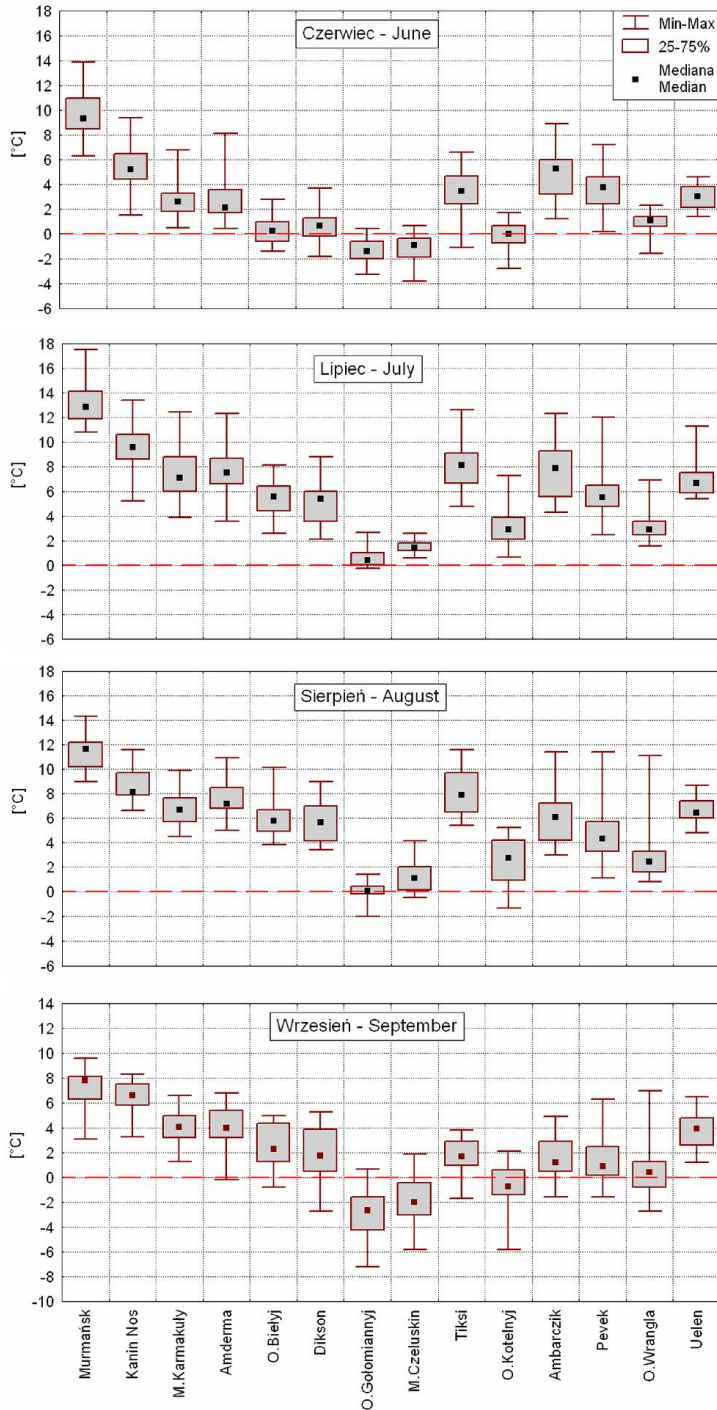 Czerwiec - June
Min-Max
25-75%
Mediana
Median
[°C]
18
16
14
12
10
8
6
4
2
0
-2
-4
-6
Lipiec - July
[°C]
18
16
14
12
10
8
6
4
2
0
-2
-4
-6
Sierpień - August
[°C]
18
16
14
12
10
8
6
4
2
0
-2
-4
-6
Wrzesień - September
[°C]
14
12
10
8
6
4
2
0
-2
-4
-6
-8
-10
Murmańsk
Kanin Nos
M.Karmakuły
Amderma
O.Biełyj
Dikson
O.Gołomiannyj
M.Czeluskin
Tiksi
O.Kotelnyj
Ambarczik
Pevek
O.Wrangla
Uelen